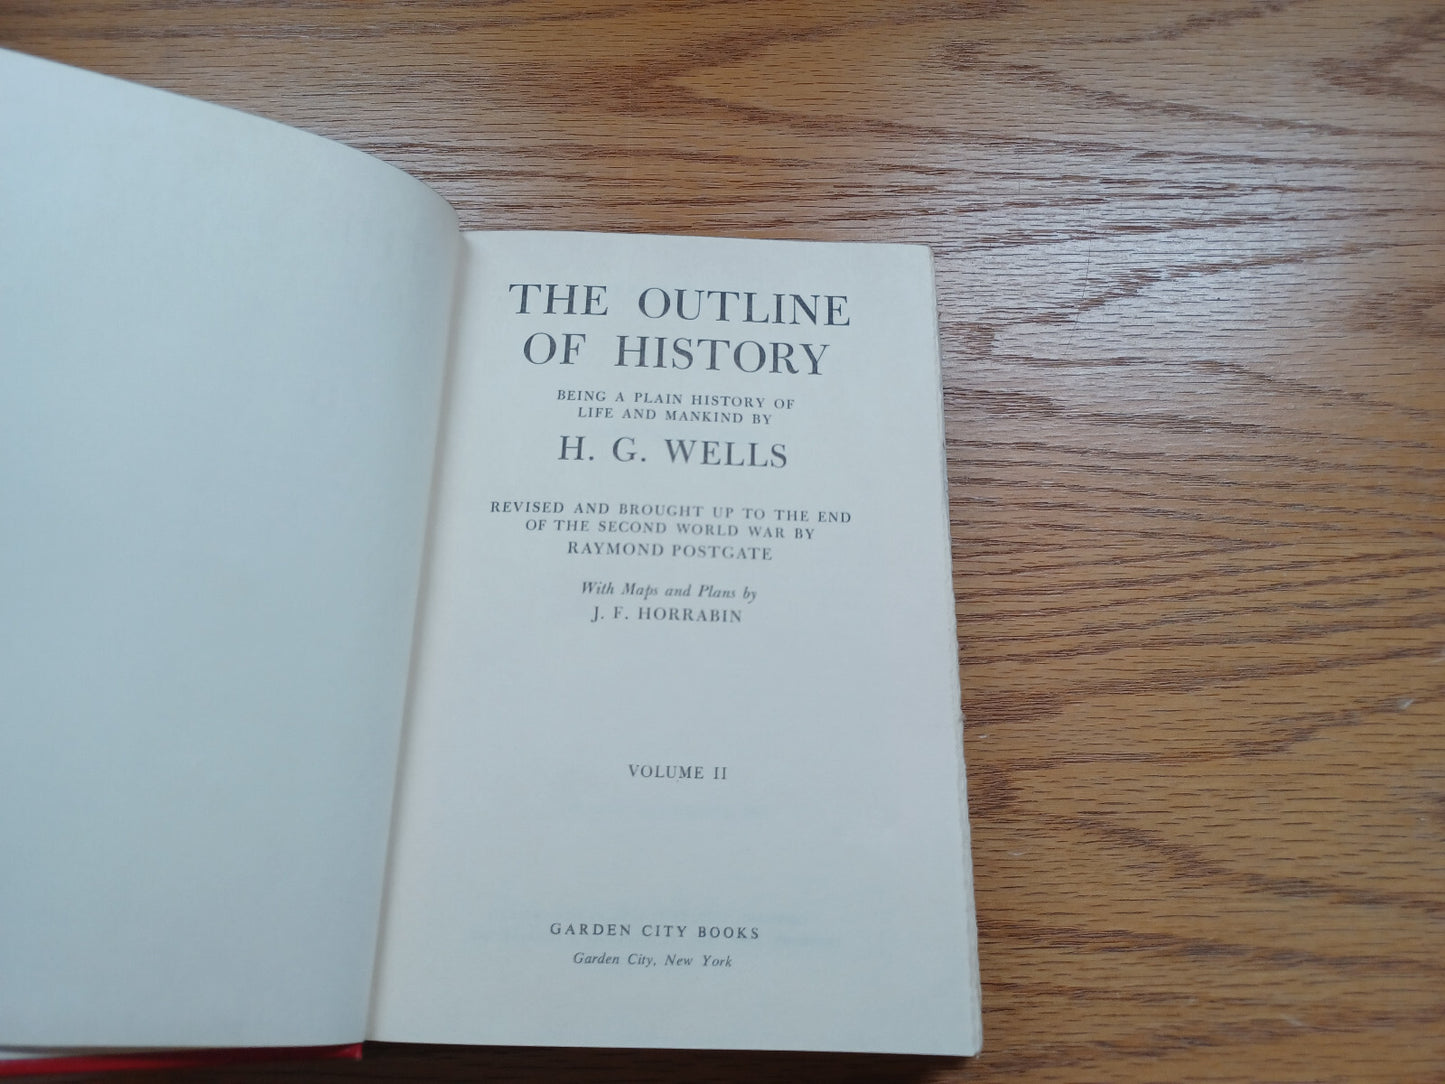 THE OUTLINE
OF HISTORY
BEING A PLAIN HISTORY OF
LIFE AND MANKIND BY
H. G. WELLS
REVISED AND BROUGHT UP TO THE END
OF THE SECOND WORLD WAR BY
RAYMOND POSTGATE
With Maps and Plans by
J. F. HORRABIN
VOLUME II
GARDEN CITY BOOKS
Garden City, New York